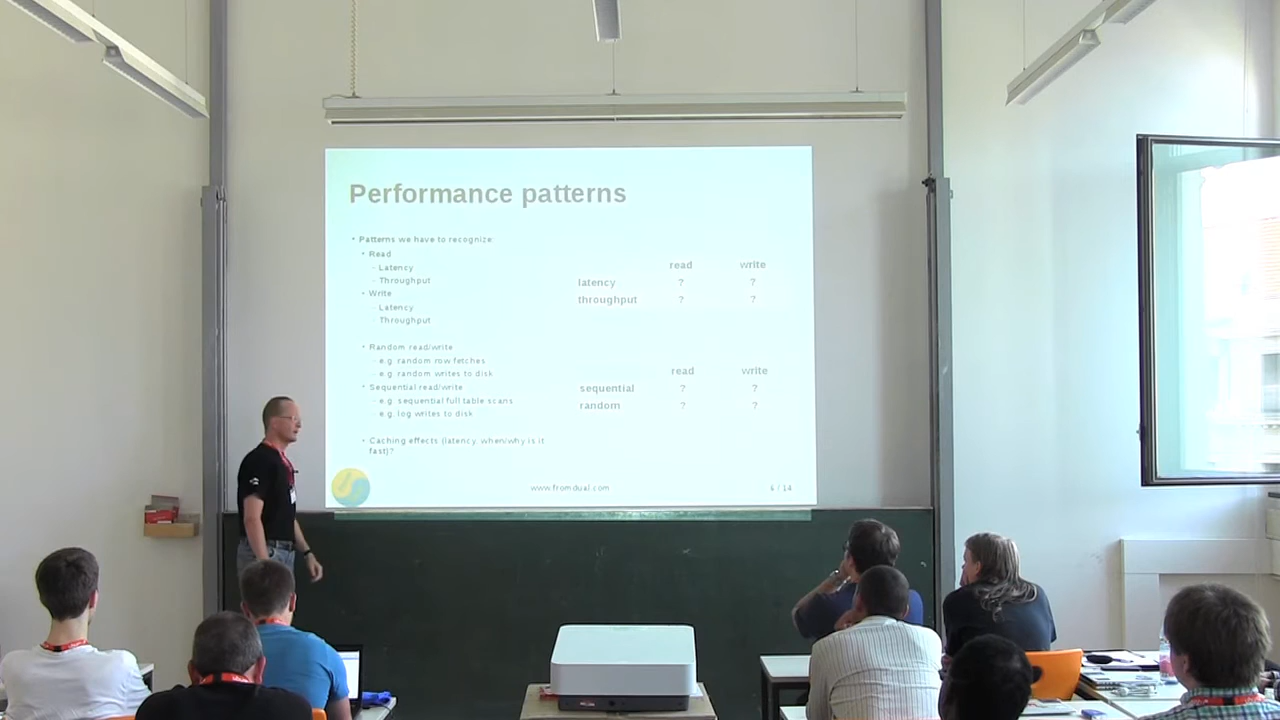 Performance patterns
• Patterns we have to recognize:
• Read
- Latency
- Throughput
• Write
- Latency
Throughput
• Random read/write
- e.g. random row fetches
- e.g. random writes to disk
• Sequential read/write
- e.g. sequential full table scans
- e.g. log writes to disk
• Caching effects (latency. when/why is it
fast)?
read write
latency ? ?
throughput ? ?
read write
sequential ? ?
random ? ?
www.fromdual.com
6 / 14